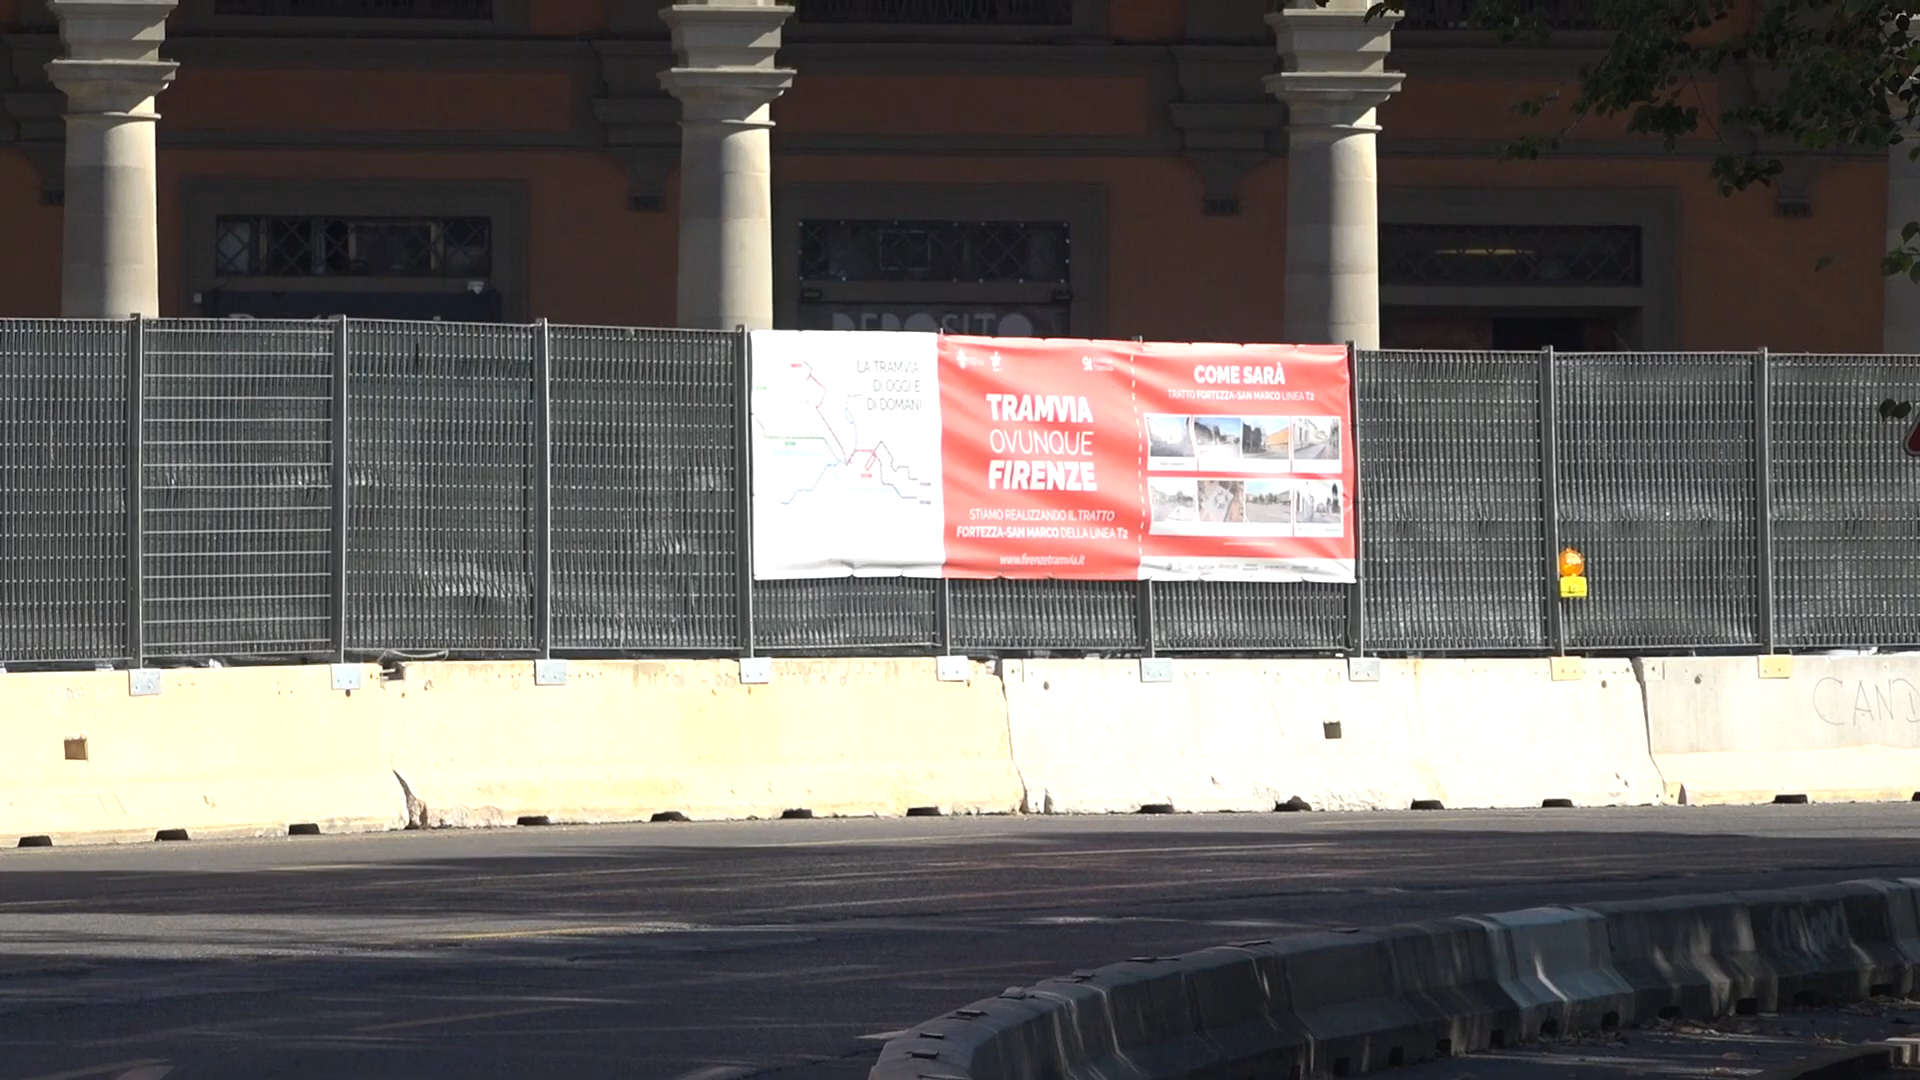 DEPOSITO
LA TRAMVIA
DI OGGI E
DI DOMANI
TRAMVIA
OVUNQUE
FIRENZE
STIAMO REALIZZANDO IL TRATTO
FORTEZZA-SAN MARCO DELLA LINEA T2
www.firenzetramvia.it
COME SARÀ
TRATTO FORTEZZA-SAN MARCO LINEA T2
CAND